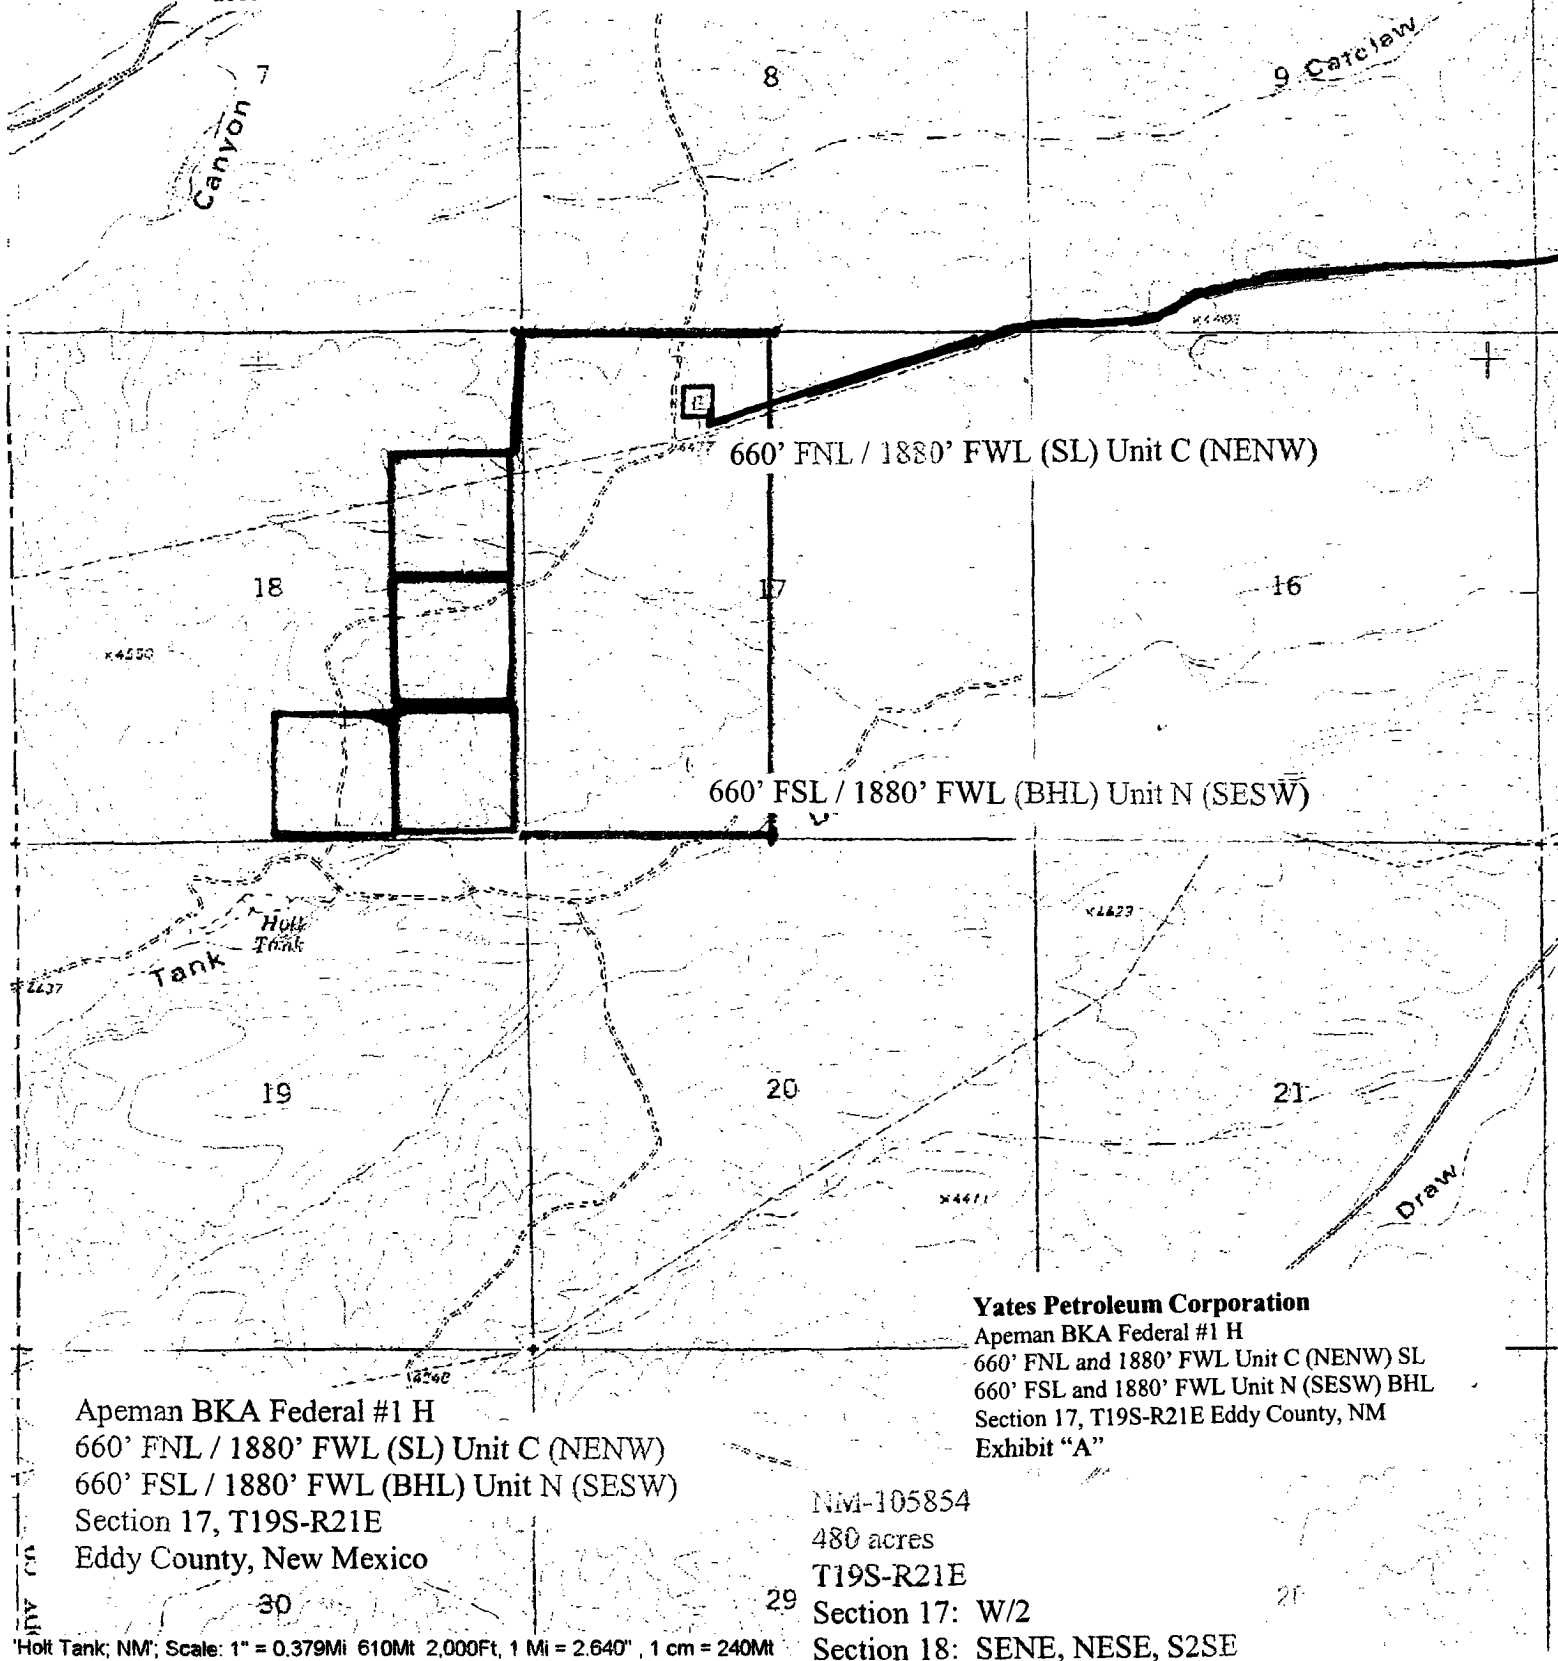 7
8
9 Catclaw
Canyon
660' FNL / 1880' FWL (SL) Unit C (NENW)
18
17
16
x4550
660' FSL / 1880' FWL (BHL) Unit N (SESW)
Holt
Tank
Tank
x4423
19
20
21
x4411
Draw
Yates Petroleum Corporation
Apeman BKA Federal #1 H
660' FNL and 1880' FWL Unit C (NENW) SL
660' FSL and 1880' FWL Unit N (SESW) BHL
Section 17, T19S-R21E Eddy County, NM
Exhibit “A”
Apeman BKA Federal #1 H
660' FNL / 1880' FWL (SL) Unit C (NENW)
660' FSL / 1880' FWL (BHL) Unit N (SESW)
Section 17, T19S-R21E
Eddy County, New Mexico
NM-105854
480 acres
T19S-R21E
Section 17: W/2
Section 18: SENE, NESE, S2SE
30
29
'Holt Tank; NM'; Scale: 1" = 0.379Mi 610Mt 2,000Ft, 1 Mi = 2.640" , 1 cm = 240Mt